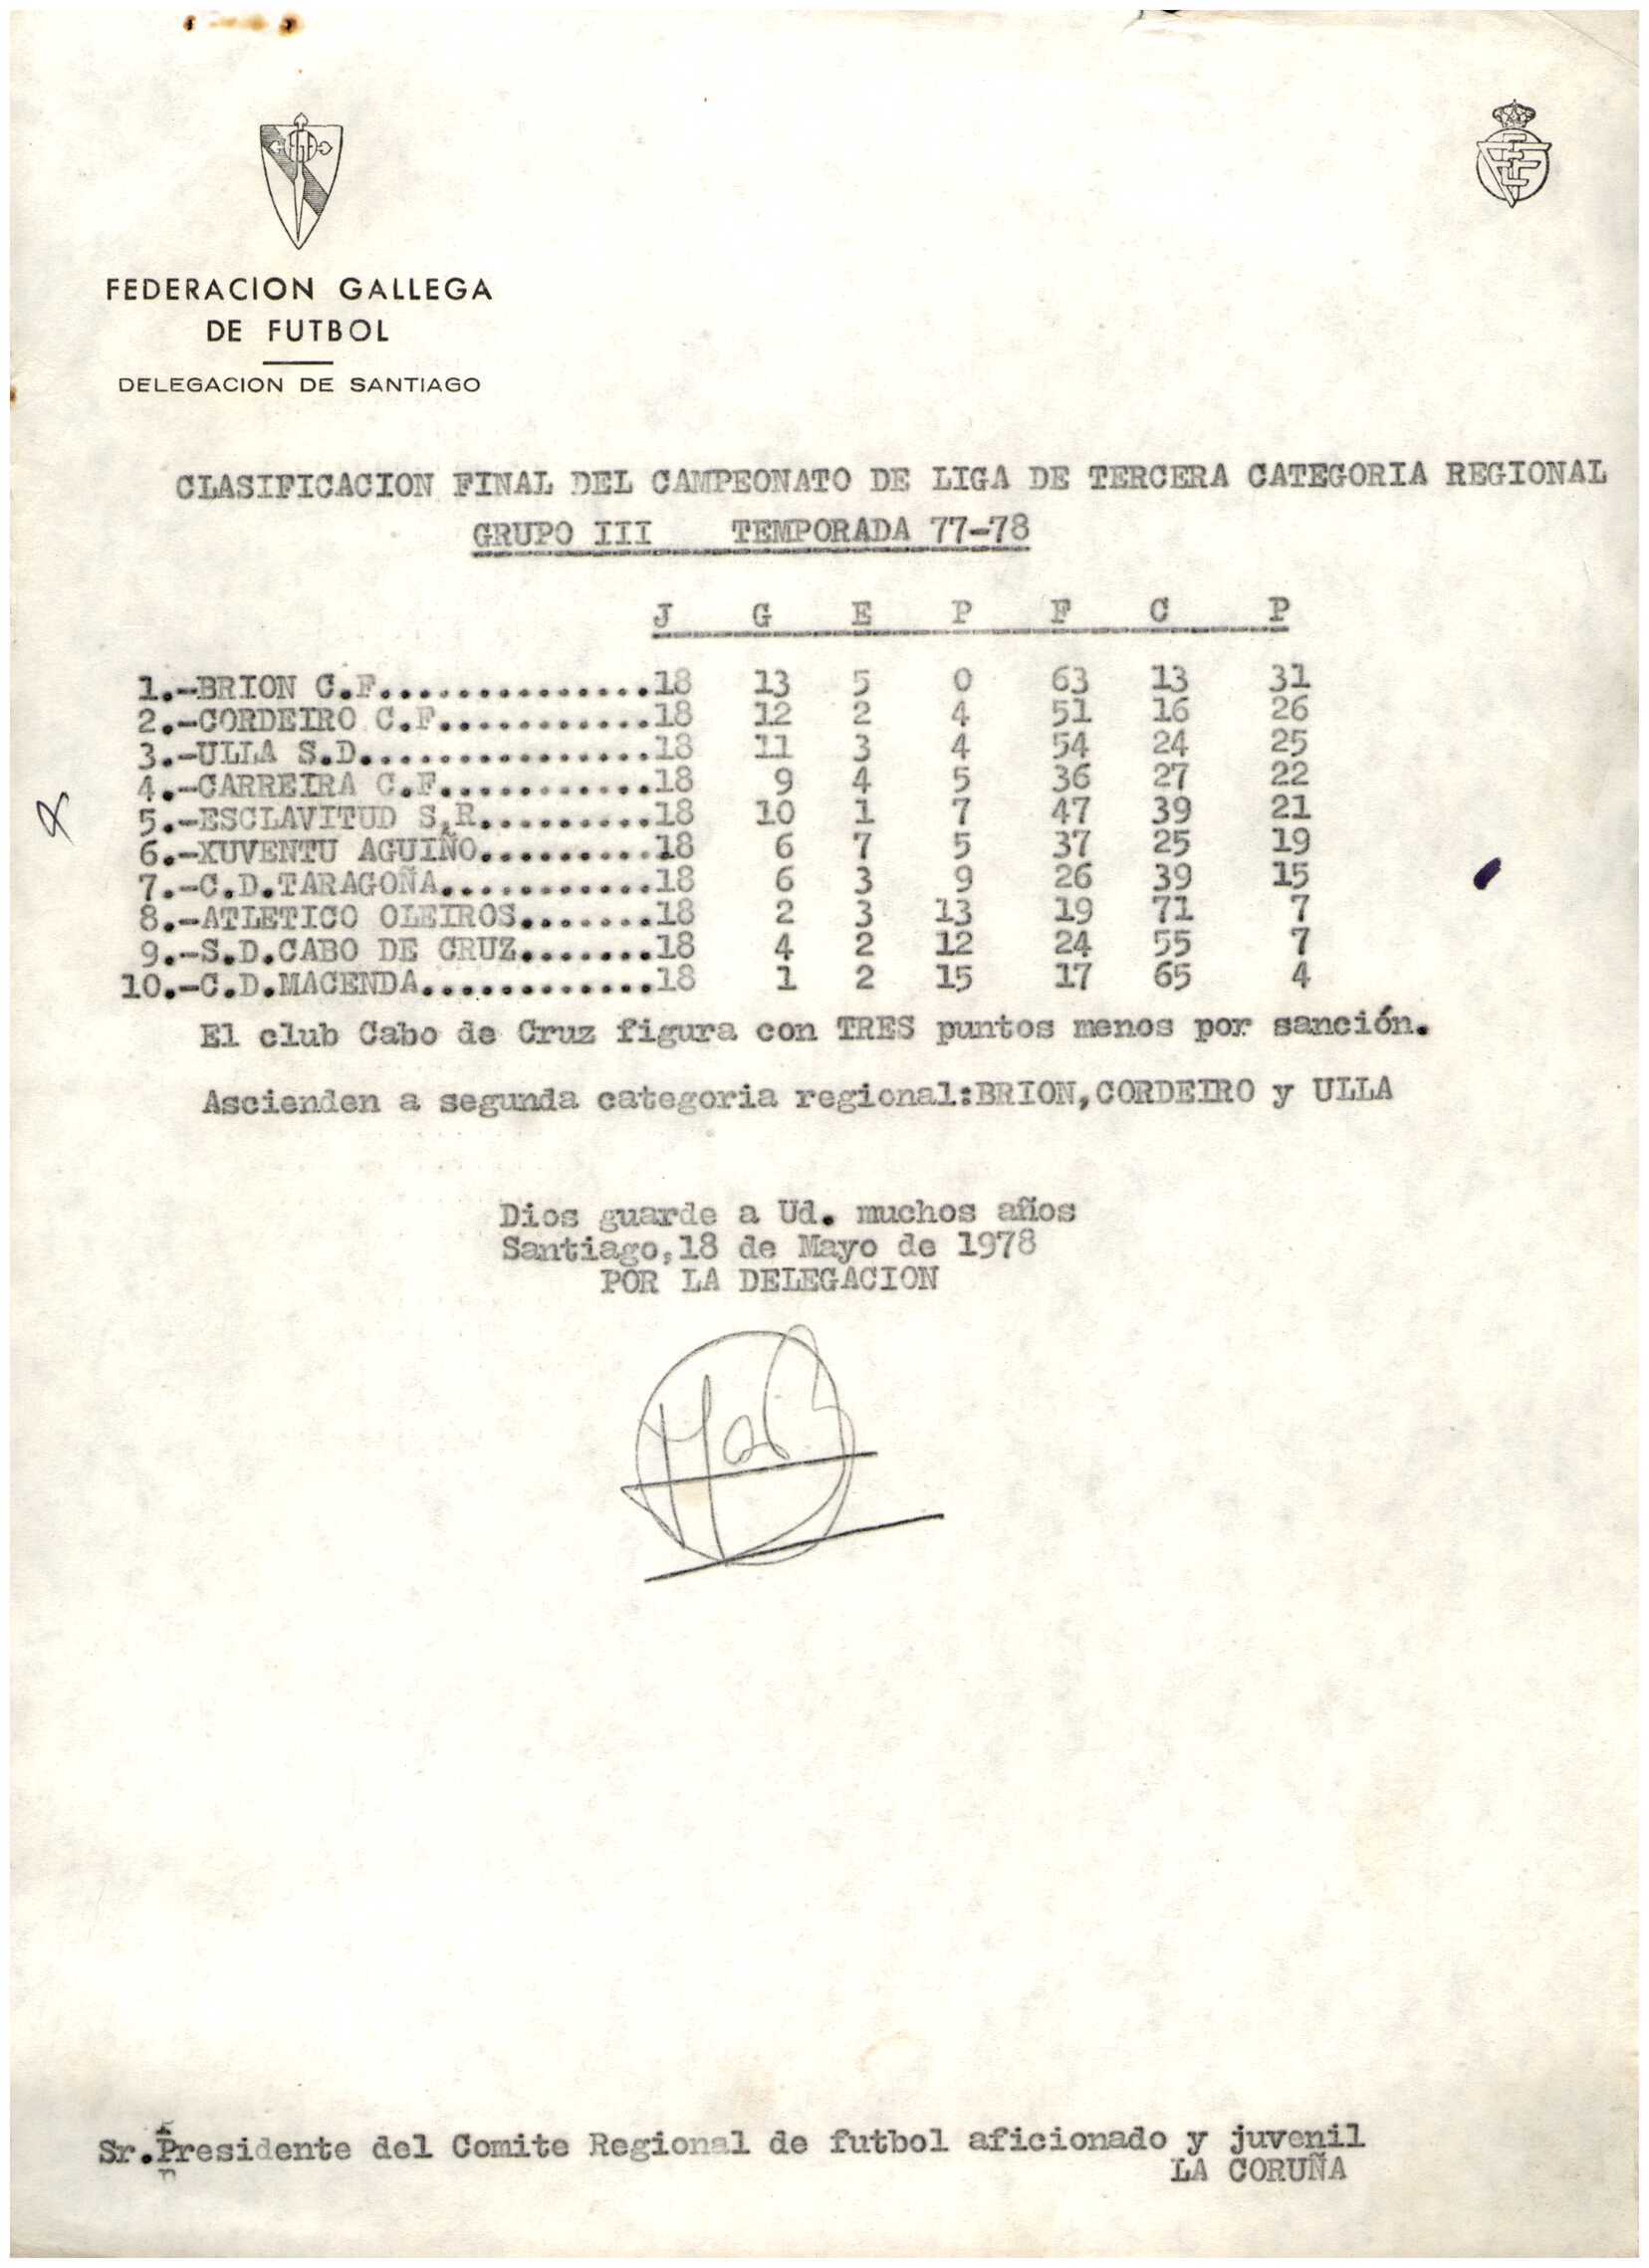 FEDERACION GALLEGA
DE FUTBOL
DELEGACION DE SANTIAGO
CLASIFICACION FINAL DEL CAMPEONATO DE LIGA DE TERCERA CATEGORIA REGIONAL
GRUPO III TEMPORADA 77-78
J G E P F C P
1.-BRION C.F...............18 13 5 0 63 13 31
2.-CORDEIRO C.F...........18 12 2 4 51 16 26
3.-ULLA S.D...............18 11 3 4 54 24 25
4.-CARREIRA C.F...........18 9 4 5 36 27 22
5.-ESCLAVITUD S.R.........18 10 1 7 47 39 21
6.-XUVENTU AGUIÑO.........18 6 7 5 37 25 19
7.-C.D.TARAGOÑA...........18 6 3 9 26 39 15
8.-ATLETICO OLEIROS.......18 2 3 13 19 71 7
9.-S.D.CABO DE CRUZ.......18 4 2 12 24 55 7
10.-C.D.MACENDA............18 1 2 15 17 65 4
El club Cabo de Cruz figura con TRES puntos menos por sanción.
Ascienden a segunda categoria regional:BRION,CORDEIRO y ULLA
Dios guarde a Ud. muchos años
Santiago,18 de Mayo de 1978
POR LA DELEGACION
Sr.Presidente del Comite Regional de futbol aficionado y juvenil
LA CORUÑA